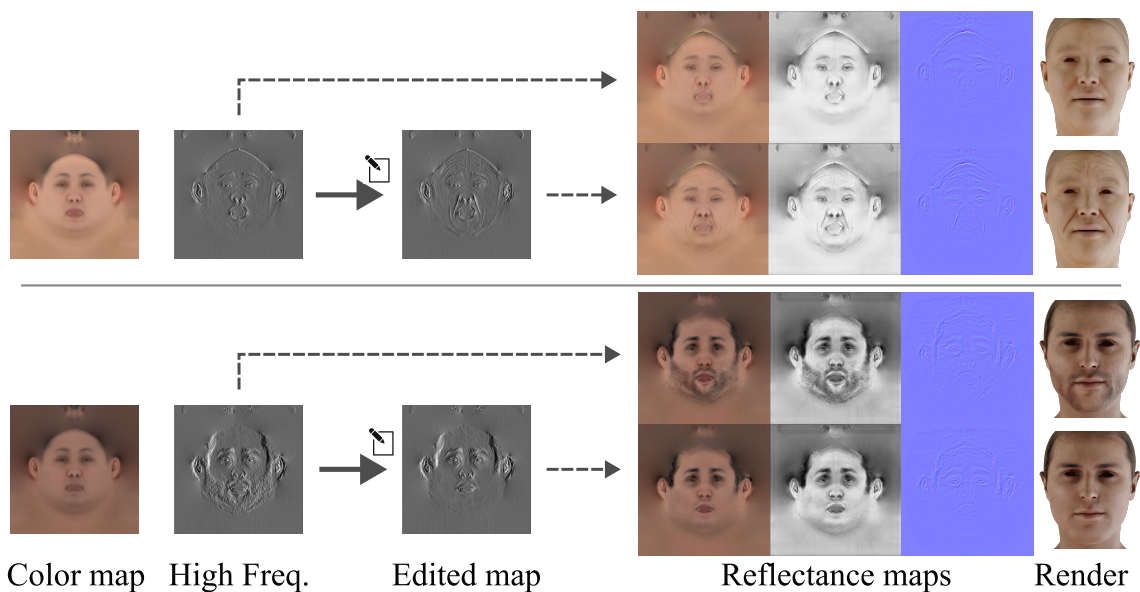 Color map
High Freq.
Edited map
Reflectance maps
Render